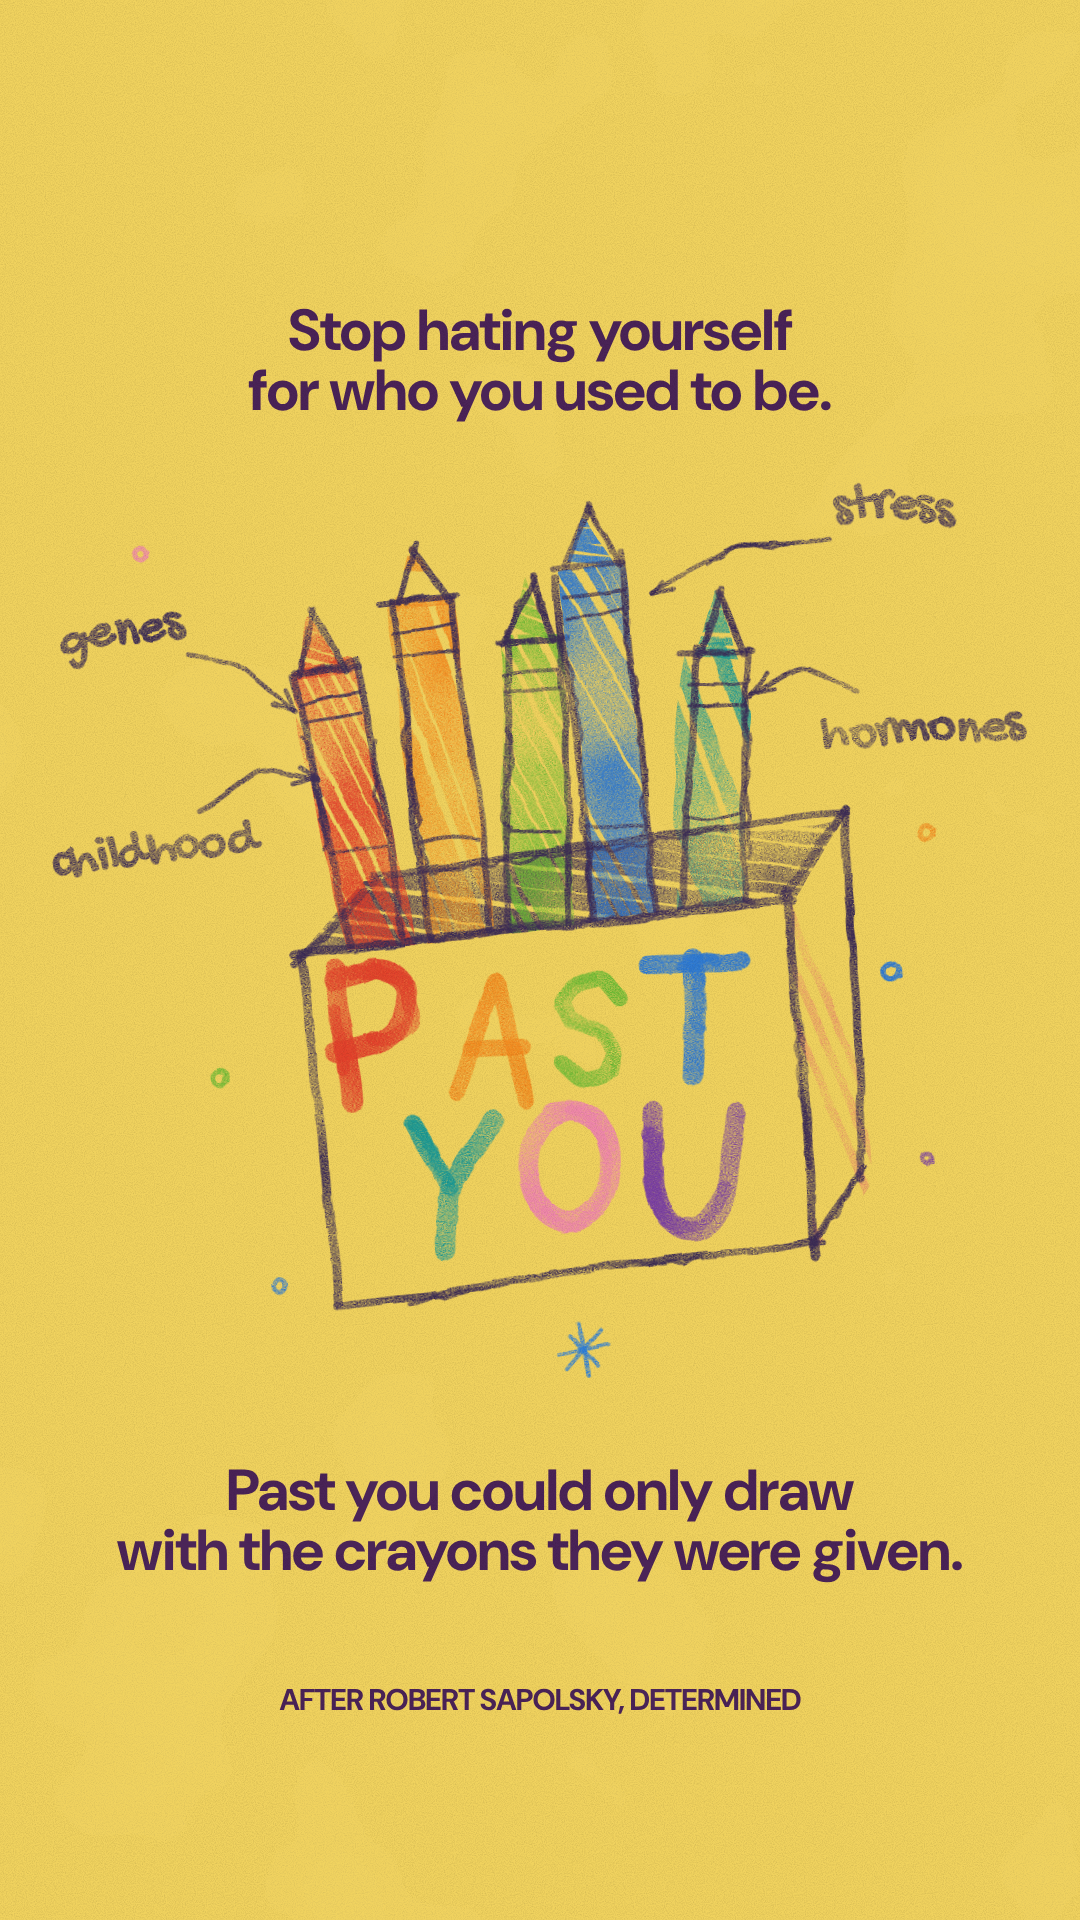 Stop hating yourself
for who you used to be.
stress
genes
hormones
childhood
PAST
YOU
Past you could only draw
with the crayons they were given.
AFTER ROBERT SAPOLSKY, DETERMINED